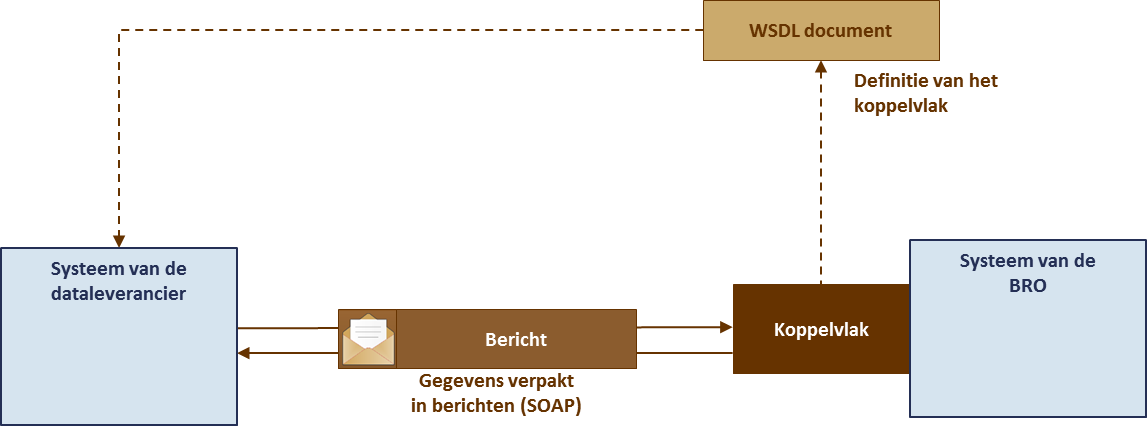 WSDL document
Definitie van het
koppelvlak
Systeem van de
dataleverancier
Systeem van de
BRO
Bericht
Koppelvlak
Gegevens verpakt
in berichten (SOAP)